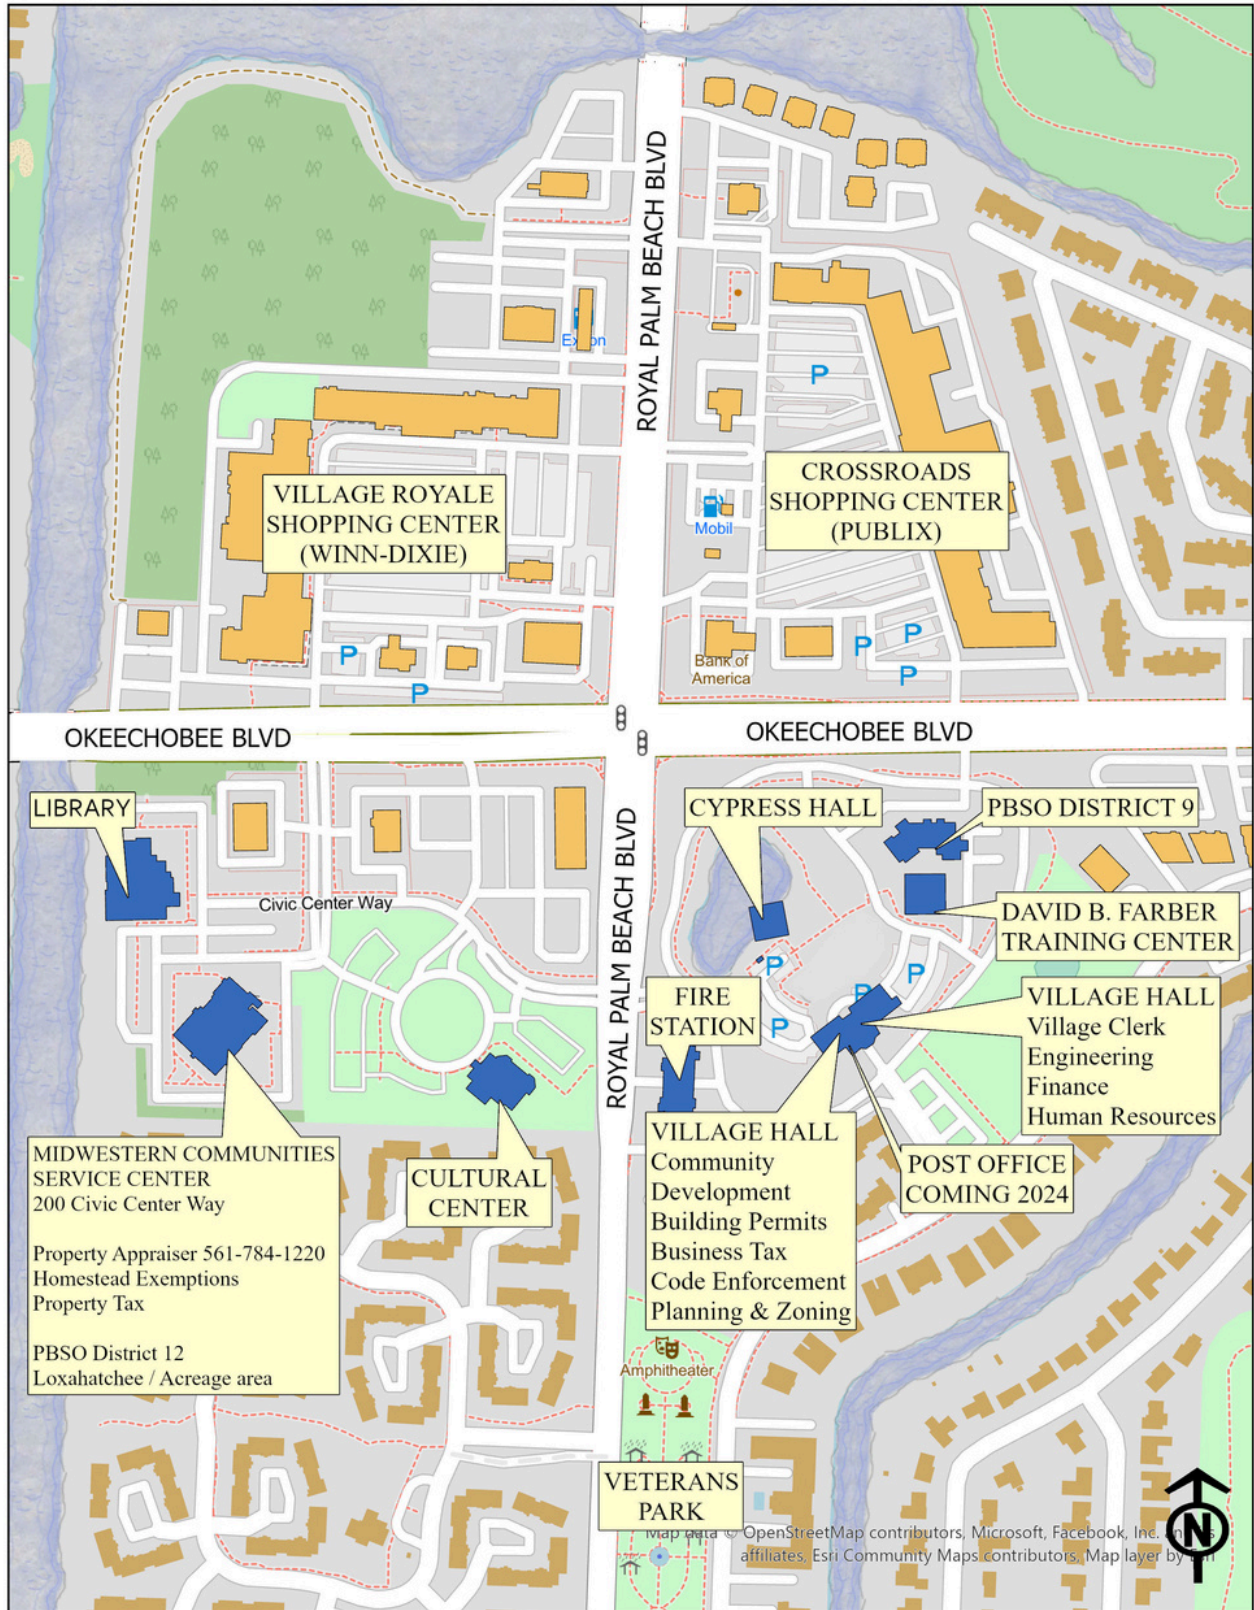 ROYAL PALM BEACH BLVD
Exxon
VILLAGE ROYALE
SHOPPING CENTER
(WINN-DIXIE)
CROSSROADS
SHOPPING CENTER
(PUBLIX)
P
Mobil
P
P
P
P
P
Bank of
America
OKEECHOBEE BLVD
OKEECHOBEE BLVD
LIBRARY
Civic Center Way
ROYAL PALM BEACH BLVD
CYPRESS HALL
PBSO DISTRICT 9
DAVID B. FARBER
TRAINING CENTER
P
P
P
P
FIRE
STATION
VILLAGE HALL
Village Clerk
Engineering
Finance
Human Resources
MIDWESTERN COMMUNITIES
SERVICE CENTER
200 Civic Center Way
Property Appraiser 561-784-1220
Homestead Exemptions
Property Tax
PBSO District 12
Loxahatchee / Acreage area
CULTURAL
CENTER
VILLAGE HALL
Community
Development
Building Permits
Business Tax
Code Enforcement
Planning & Zoning
POST OFFICE
COMING 2024
Amphitheater
VETERANS
PARK
N
Map data © OpenStreetMap contributors, Microsoft, Facebook, Inc. and its
affiliates, Esri Community Maps contributors, Map layer by Esri